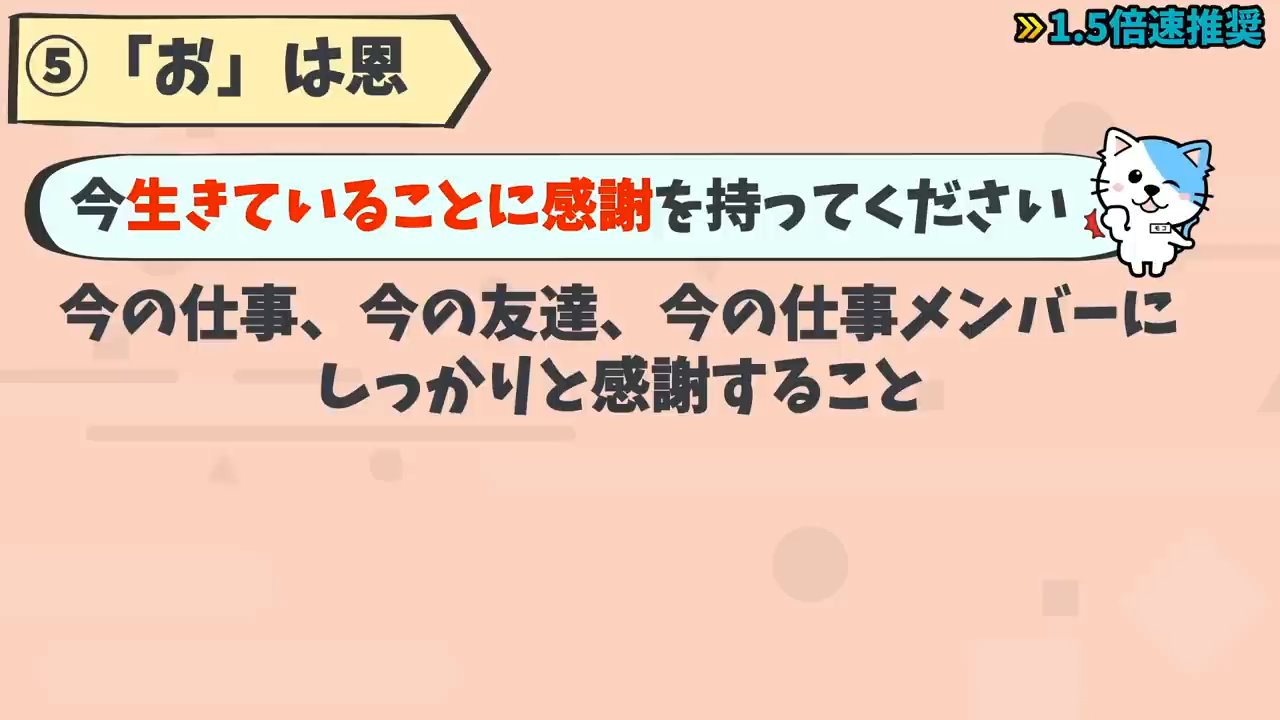 ⑤「お」は恩
1.5倍速推奨
今生きていることに感謝を持ってください
モコ
今の仕事、今の友達、今の仕事メンバーに
しっかりと感謝すること